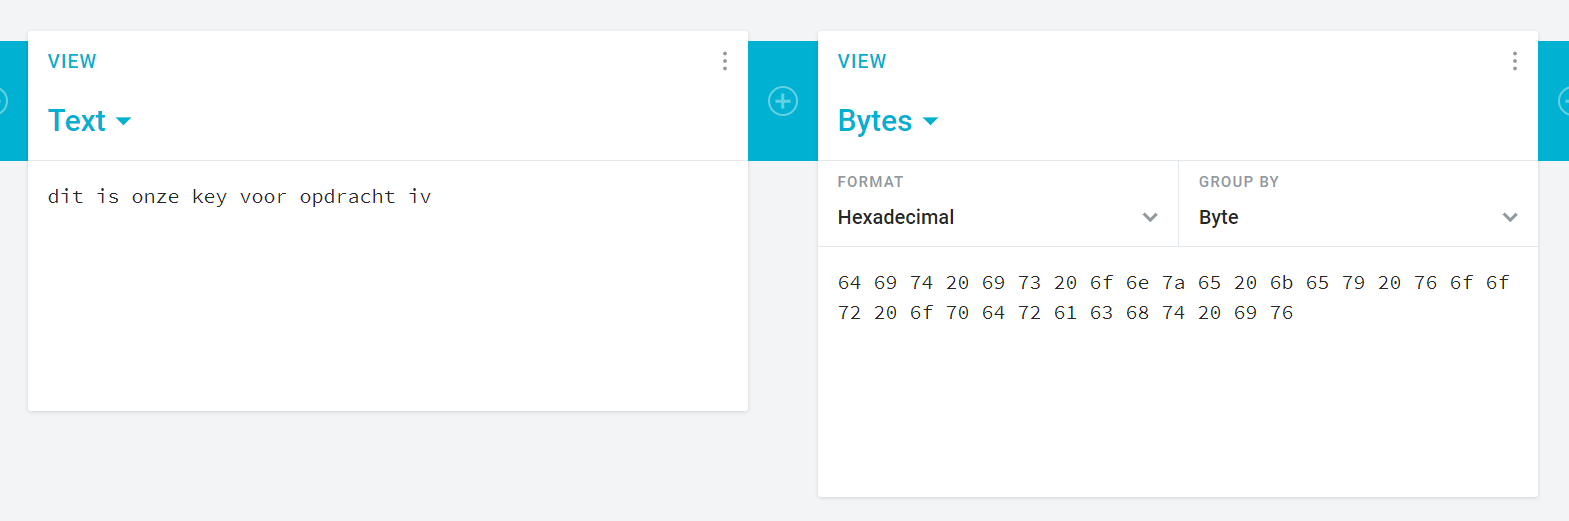 VIEW
Text
dit is onze key voor opdracht iv
VIEW
Bytes
FORMAT
Hexadecimal
GROUP BY
Byte
64 69 74 20 69 73 20 6f 6e 7a 65 20 6b 65 79 20 76 6f 6f
72 20 6f 70 64 72 61 63 68 74 20 69 76